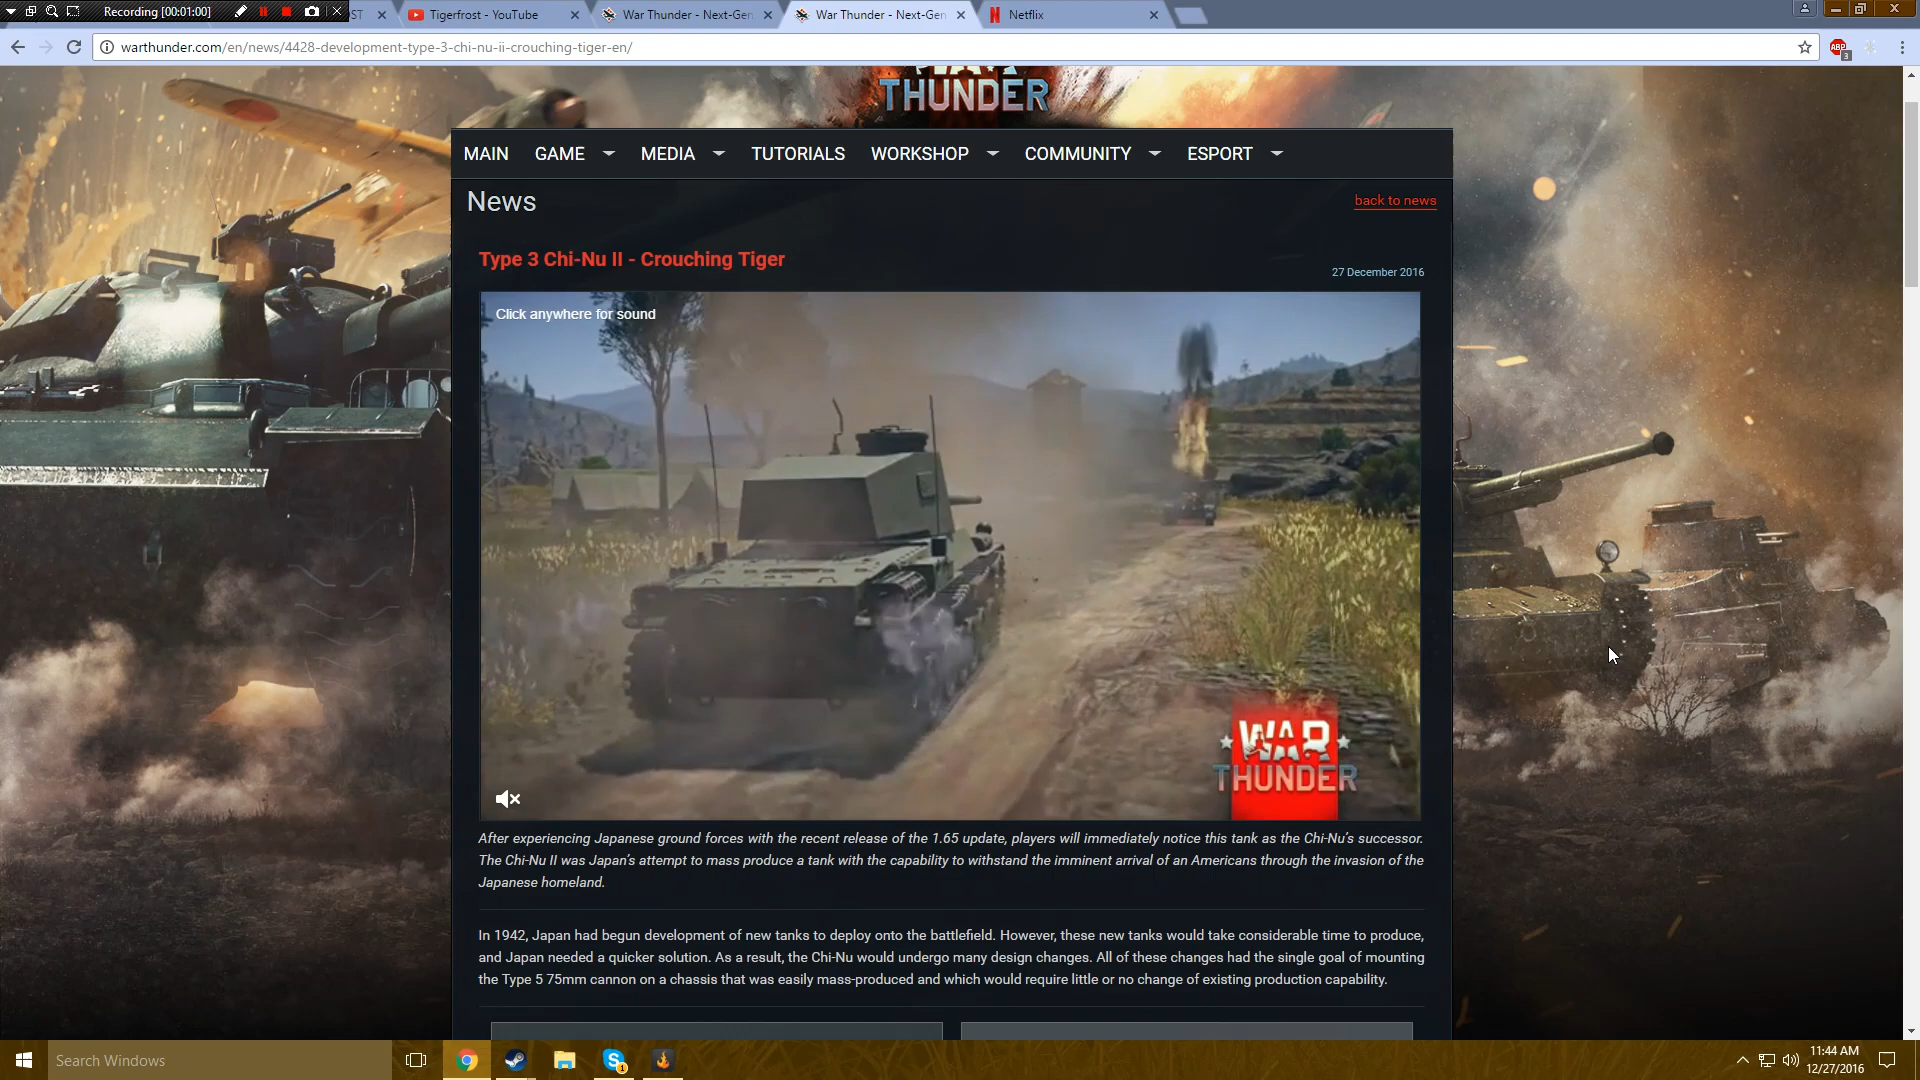 Recording [00:01:00]
ST
Tigerfrost - YouTube
War Thunder - Next-Gen
War Thunder - Next-Gen
Netflix
warthunder.com/en/news/4428-development-type-3-chi-nu-ii-crouching-tiger-en/
ABP
3
WAR
THUNDER
MAIN
GAME
MEDIA
TUTORIALS
WORKSHOP
COMMUNITY
ESPORT
News
back to news
Type 3 Chi-Nu II - Crouching Tiger
27 December 2016
Click anywhere for sound
WAR
THUNDER
After experiencing Japanese ground forces with the recent release of the 1.65 update, players will immediately notice this tank as the Chi-Nu's successor.
The Chi-Nu II was Japan's attempt to mass produce a tank with the capability to withstand the imminent arrival of an Americans through the invasion of the
Japanese homeland.
In 1942, Japan had begun development of new tanks to deploy onto the battlefield. However, these new tanks would take considerable time to produce,
and Japan needed a quicker solution. As a result, the Chi-Nu would undergo many design changes. All of these changes had the single goal of mounting
the Type 5 75mm cannon on a chassis that was easily mass-produced and which would require little or no change of existing production capability.
Search Windows
1
11:44 AM
12/27/2016